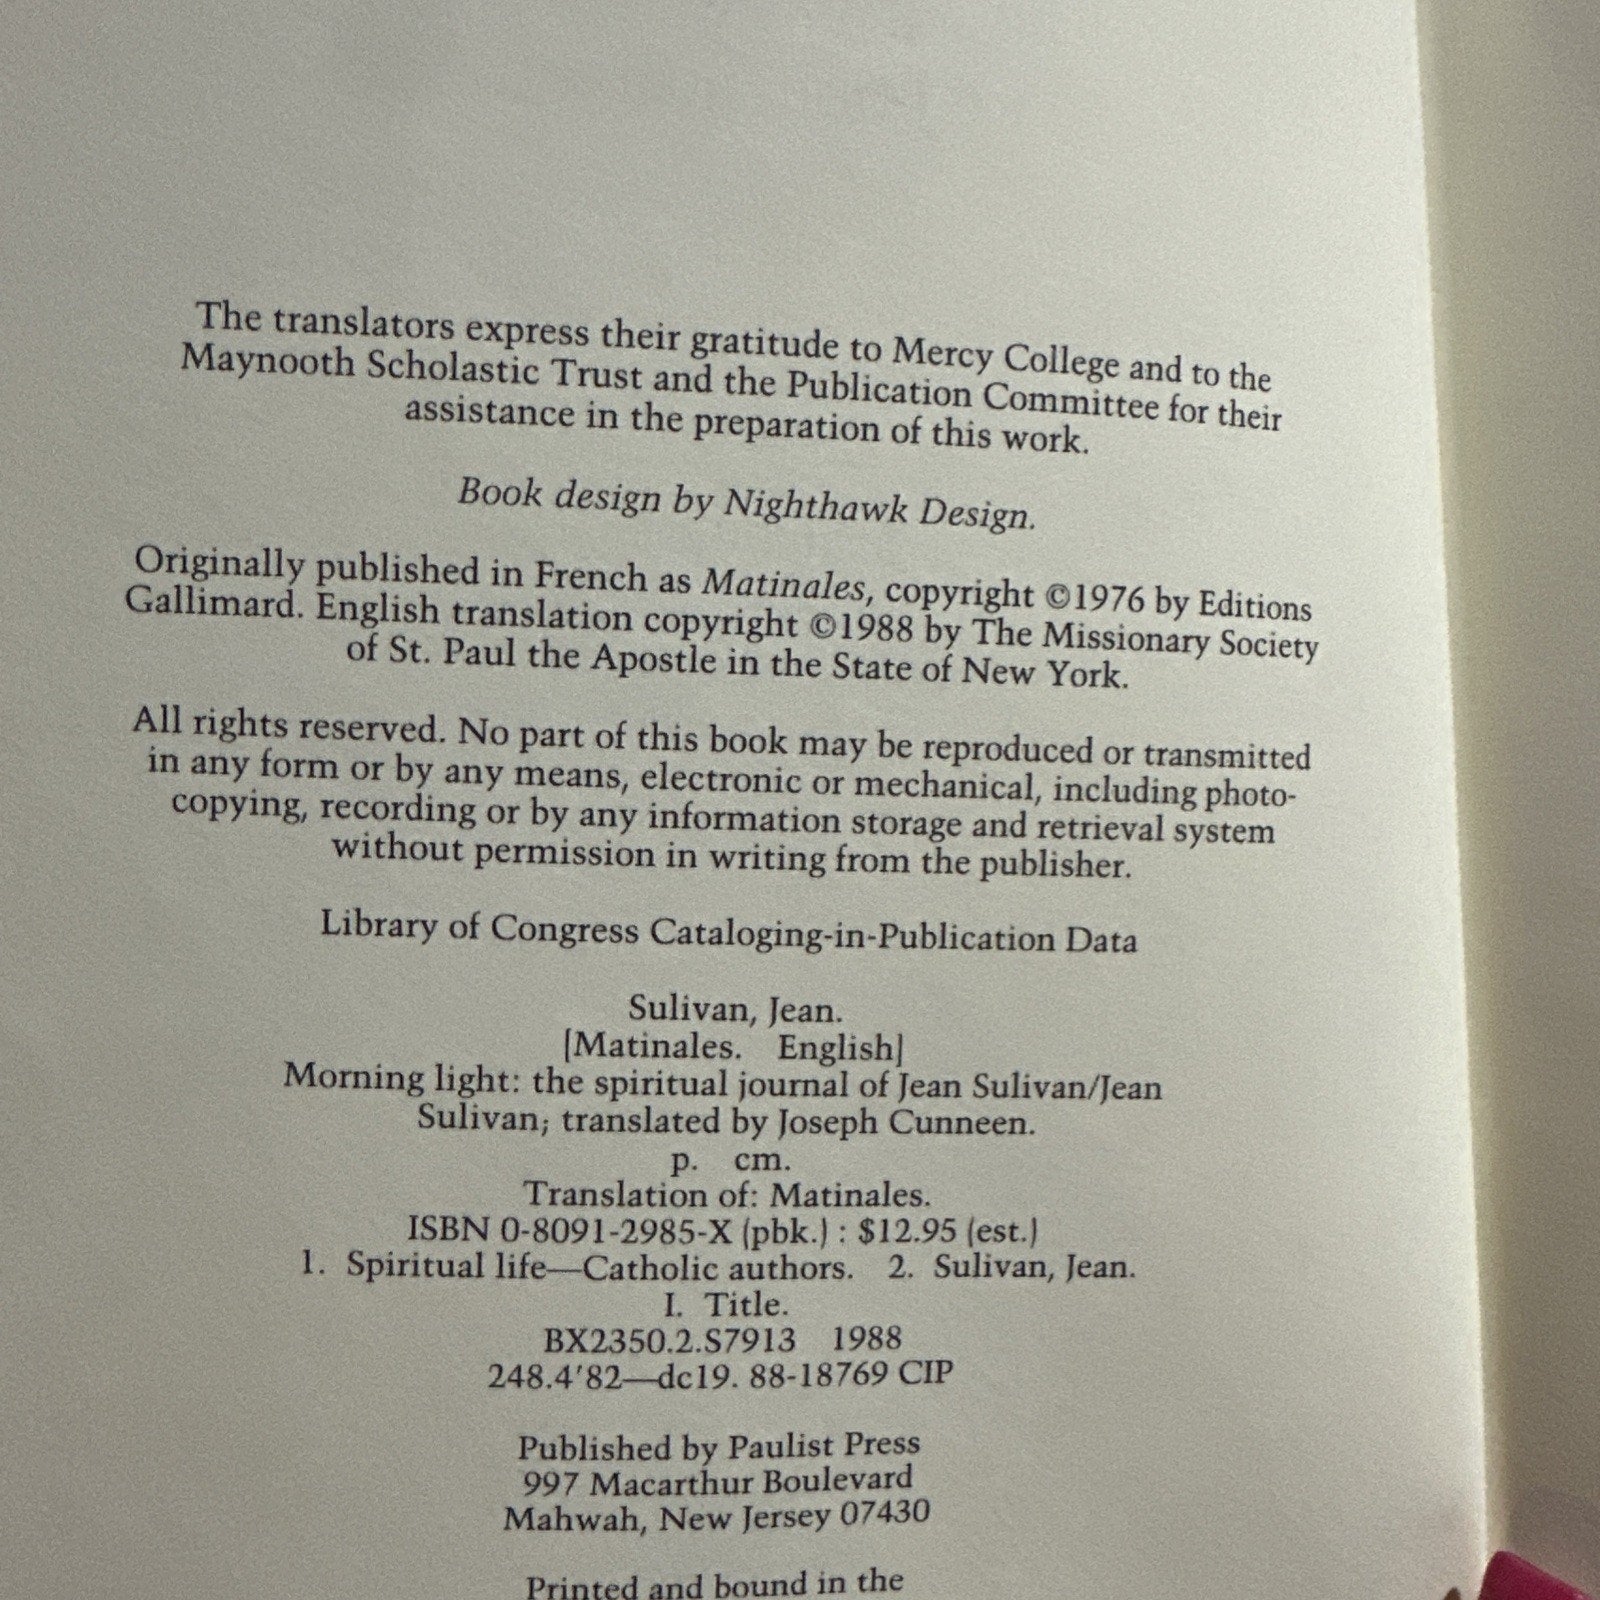 The translators express their gratitude to Mercy College and to the
Maynooth Scholastic Trust and the Publication Committee for their
assistance in the preparation of this work.
Book design by Nighthawk Design.
Originally published in French as Matinales, copyright ©1976 by Editions
Gallimard. English translation copyright ©1988 by The Missionary Society
of St. Paul the Apostle in the State of New York.
All rights reserved. No part of this book may be reproduced or transmitted
in any form or by any means, electronic or mechanical, including photo-
copying, recording or by any information storage and retrieval system
without permission in writing from the publisher.
Library of Congress Cataloging-in-Publication Data
Sulivan, Jean.
[Matinales. English]
Morning light: the spiritual journal of Jean Sulivan/Jean
Sulivan; translated by Joseph Cunneen.
p. cm.
Translation of: Matinales.
ISBN 0-8091-2985-X (pbk.) : $12.95 (est.)
1. Spiritual life—Catholic authors. 2. Sulivan, Jean.
I. Title.
BX2350.2.S7913 1988
248.4'82—dc19. 88-18769 CIP
Published by Paulist Press
997 Macarthur Boulevard
Mahwah, New Jersey 07430
Printed and bound in the